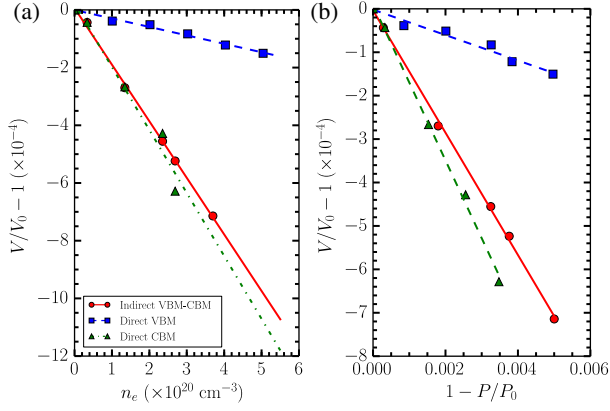 (a)
0
−2
−4
−6
−8
−10
−12
V/V₀ − 1 (×10⁻⁴)
Indirect VBM-CBM
Direct VBM
Direct CBM
0 1 2 3 4 5 6
nₑ (×10²⁰ cm⁻³)
(b)
0
−1
−2
−3
−4
−5
−6
−7
−8
V/V₀ − 1 (×10⁻⁴)
0.000 0.002 0.004 0.006
1 − P/P₀